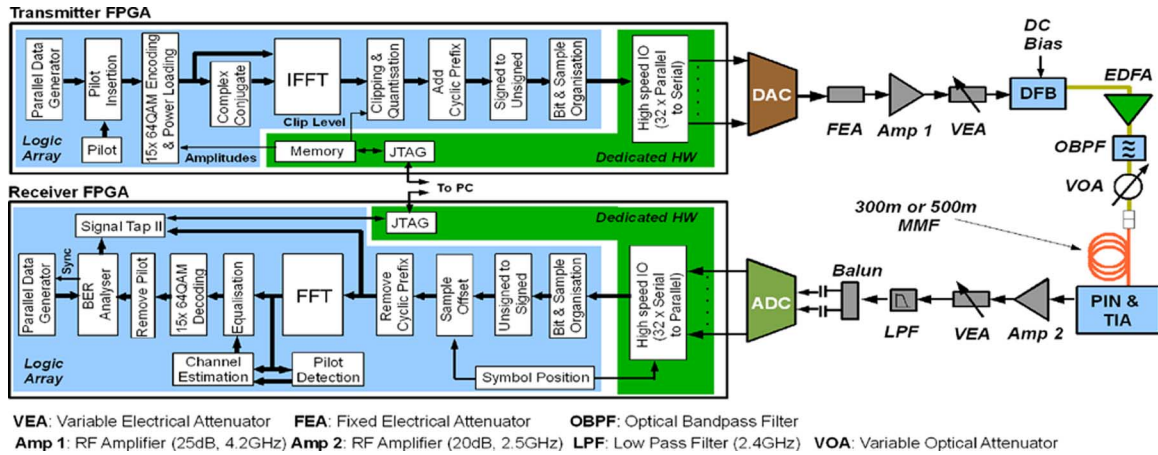 Transmitter FPGA
Parallel Data
Generator
Pilot
Insertion
Pilot
15x 64QAM Encoding
& Power Loading
Complex
Conjugate
IFFT
Clipping &
Quantisation
Add
Cyclic Prefix
Signed to
Unsigned
Bit & Sample
Organisation
High speed IO
(32 x Parallel
to Serial)
Logic
Array
Amplitudes
Clip Level
Memory
JTAG
Dedicated HW
DAC
FEA
Amp 1
VEA
DC
Bias
DFB
EDFA
OBPF
VOA
300m or 500m
MMF
To PC
Receiver FPGA
JTAG
Dedicated HW
Signal Tap II
Sync
Parallel Data
Generator
BER
Analyser
Remove Pilot
15x 64QAM
Decoding
Equalisation
FFT
Remove
Cyclic Prefix
Sample
Offset
Unsigned to
Signed
Bit & Sample
Organisation
High speed IO
(32 x Serial
to Parallel)
ADC
Balun
LPF
VEA
Amp 2
PIN &
TIA
Logic
Array
Channel
Estimation
Pilot
Detection
Symbol Position
VEA: Variable Electrical Attenuator FEA: Fixed Electrical Attenuator OBPF: Optical Bandpass Filter
Amp 1: RF Amplifier (25dB, 4.2GHz) Amp 2: RF Amplifier (20dB, 2.5GHz) LPF: Low Pass Filter (2.4GHz) VOA: Variable Optical Attenuator